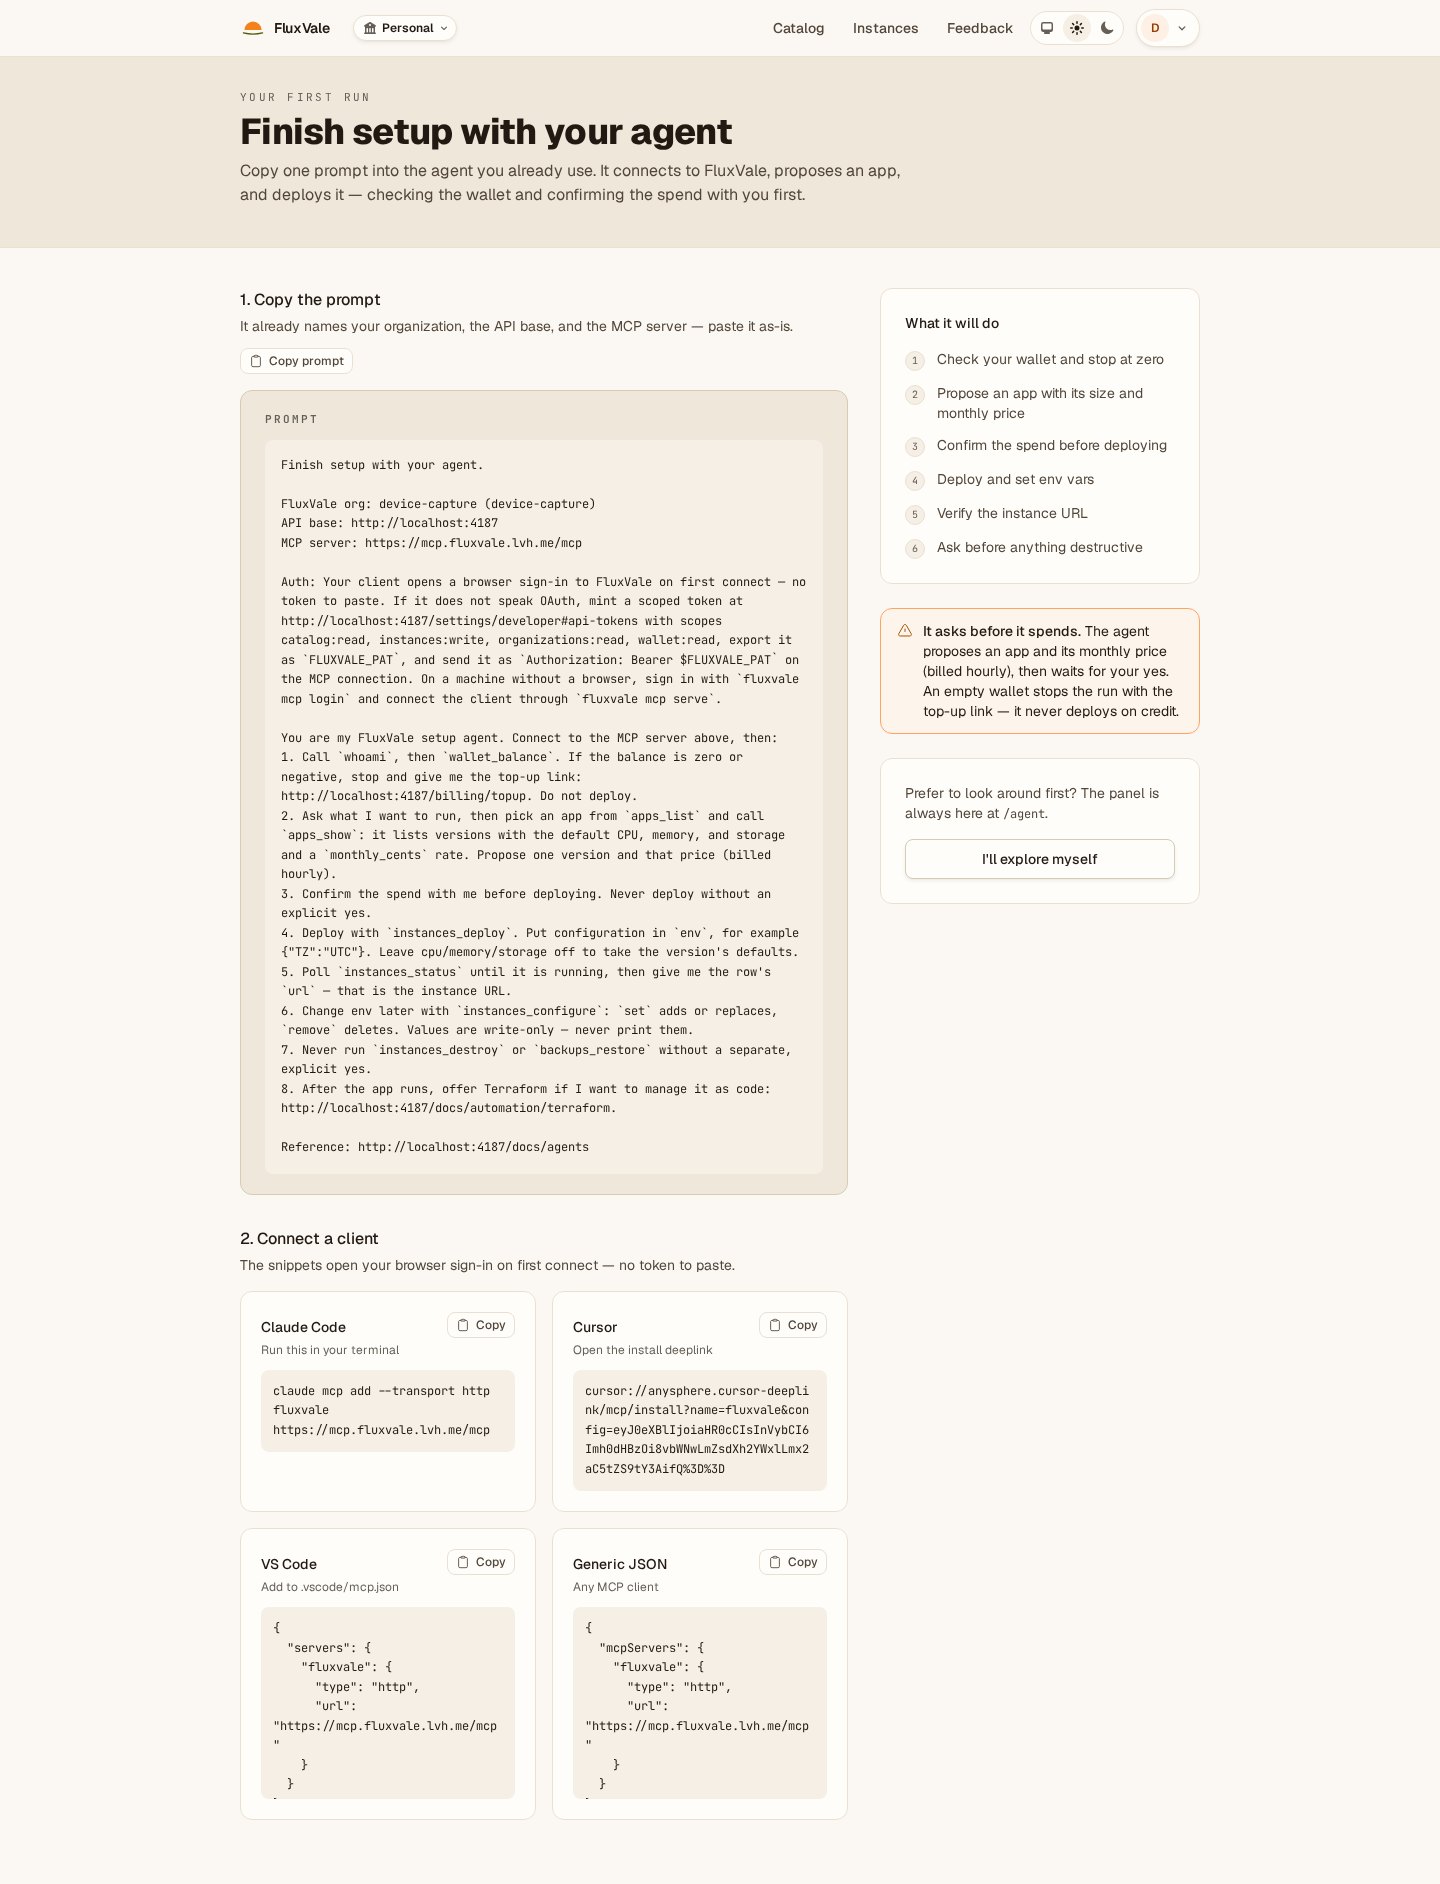 FluxVale
Personal
Catalog
Instances
Feedback
D
YOUR FIRST RUN
Finish setup with your agent
Copy one prompt into the agent you already use. It connects to FluxVale, proposes an app,
and deploys it — checking the wallet and confirming the spend with you first.
1. Copy the prompt
It already names your organization, the API base, and the MCP server — paste it as-is.
Copy prompt
PROMPT
Finish setup with your agent.
FluxVale org: device-capture (device-capture)
API base: http://localhost:4187
MCP server: https://mcp.fluxvale.lvh.me/mcp
Auth: Your client opens a browser sign-in to FluxVale on first connect — no
token to paste. If it does not speak OAuth, mint a scoped token at
http://localhost:4187/settings/developer#api-tokens with scopes
catalog:read, instances:write, organizations:read, wallet:read, export it
as `FLUXVALE_PAT`, and send it as `Authorization: Bearer $FLUXVALE_PAT` on
the MCP connection. On a machine without a browser, sign in with `fluxvale
mcp login` and connect the client through `fluxvale mcp serve`.
You are my FluxVale setup agent. Connect to the MCP server above, then:
1. Call `whoami`, then `wallet_balance`. If the balance is zero or
negative, stop and give me the top-up link:
http://localhost:4187/billing/topup. Do not deploy.
2. Ask what I want to run, then pick an app from `apps_list` and call
`apps_show`: it lists versions with the default CPU, memory, and storage
and a `monthly_cents` rate. Propose one version and that price (billed
hourly).
3. Confirm the spend with me before deploying. Never deploy without an
explicit yes.
4. Deploy with `instances_deploy`. Put configuration in `env`, for example
{"TZ":"UTC"}. Leave cpu/memory/storage off to take the version's defaults.
5. Poll `instances_status` until it is running, then give me the row's
`url` — that is the instance URL.
6. Change env later with `instances_configure`: `set` adds or replaces,
`remove` deletes. Values are write-only — never print them.
7. Never run `instances_destroy` or `backups_restore` without a separate,
explicit yes.
8. After the app runs, offer Terraform if I want to manage it as code:
http://localhost:4187/docs/automation/terraform.
Reference: http://localhost:4187/docs/agents
What it will do
1 Check your wallet and stop at zero
2 Propose an app with its size and
monthly price
3 Confirm the spend before deploying
4 Deploy and set env vars
5 Verify the instance URL
6 Ask before anything destructive
It asks before it spends. The agent
proposes an app and its monthly price
(billed hourly), then waits for your yes.
An empty wallet stops the run with the
top-up link — it never deploys on credit.
Prefer to look around first? The panel is
always here at /agent.
I'll explore myself
2. Connect a client
The snippets open your browser sign-in on first connect — no token to paste.
Claude Code
Copy
Run this in your terminal
claude mcp add --transport http
fluxvale
https://mcp.fluxvale.lvh.me/mcp
Cursor
Copy
Open the install deeplink
cursor://anysphere.cursor-deepli
nk/mcp/install?name=fluxvale&con
fig=eyJ0eXBlIjoiaHR0cCIsInVybCI6
Imh0dHBzOi8vbWNwLmZsdXh2YWxlLmx2
aC5tZS9tY3AifQ%3D%3D
VS Code
Copy
Add to .vscode/mcp.json
{
"servers": {
"fluxvale": {
"type": "http",
"url":
"https://mcp.fluxvale.lvh.me/mcp
"
}
}
Generic JSON
Copy
Any MCP client
{
"mcpServers": {
"fluxvale": {
"type": "http",
"url":
"https://mcp.fluxvale.lvh.me/mcp
"
}
}